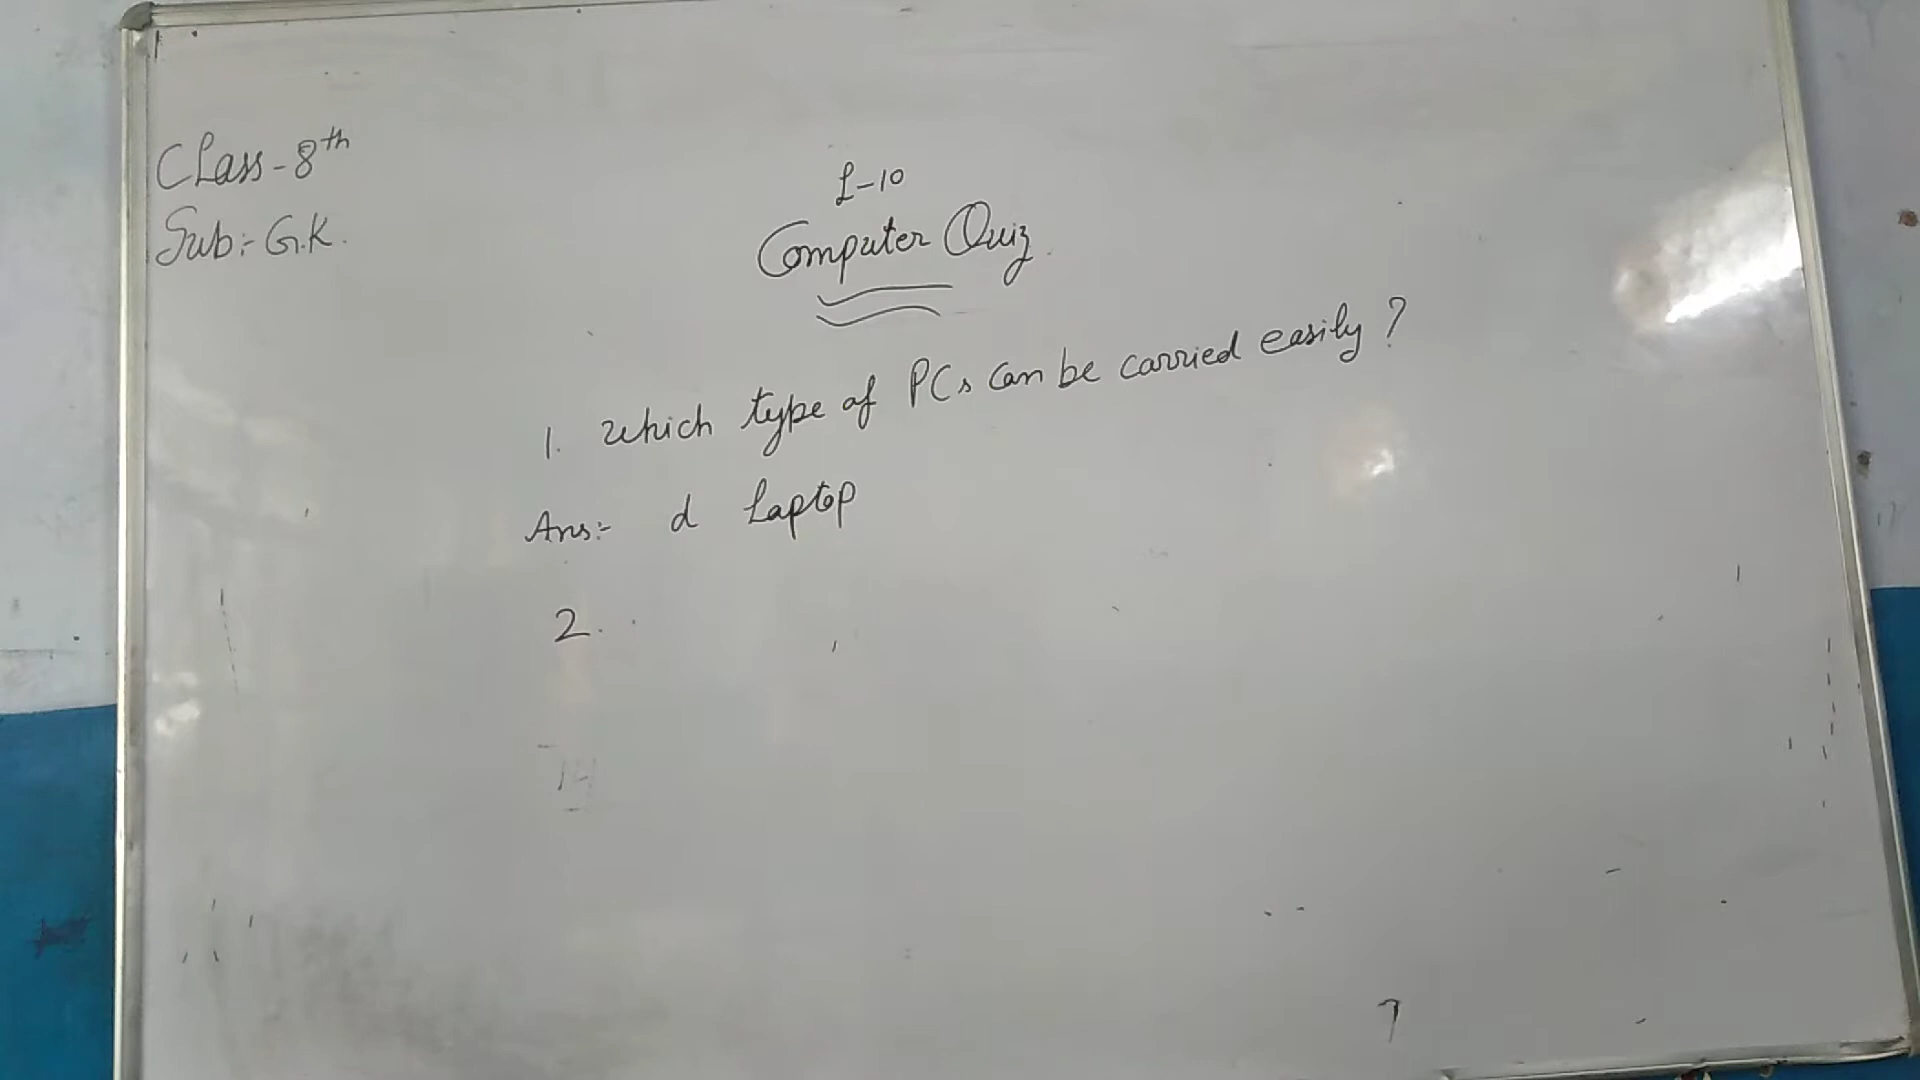 Class-8th
Sub:- G.K.
L-10
Computer Quiz
1. Which type of PCs can be carried easily?
Ans:- d Laptop
2.